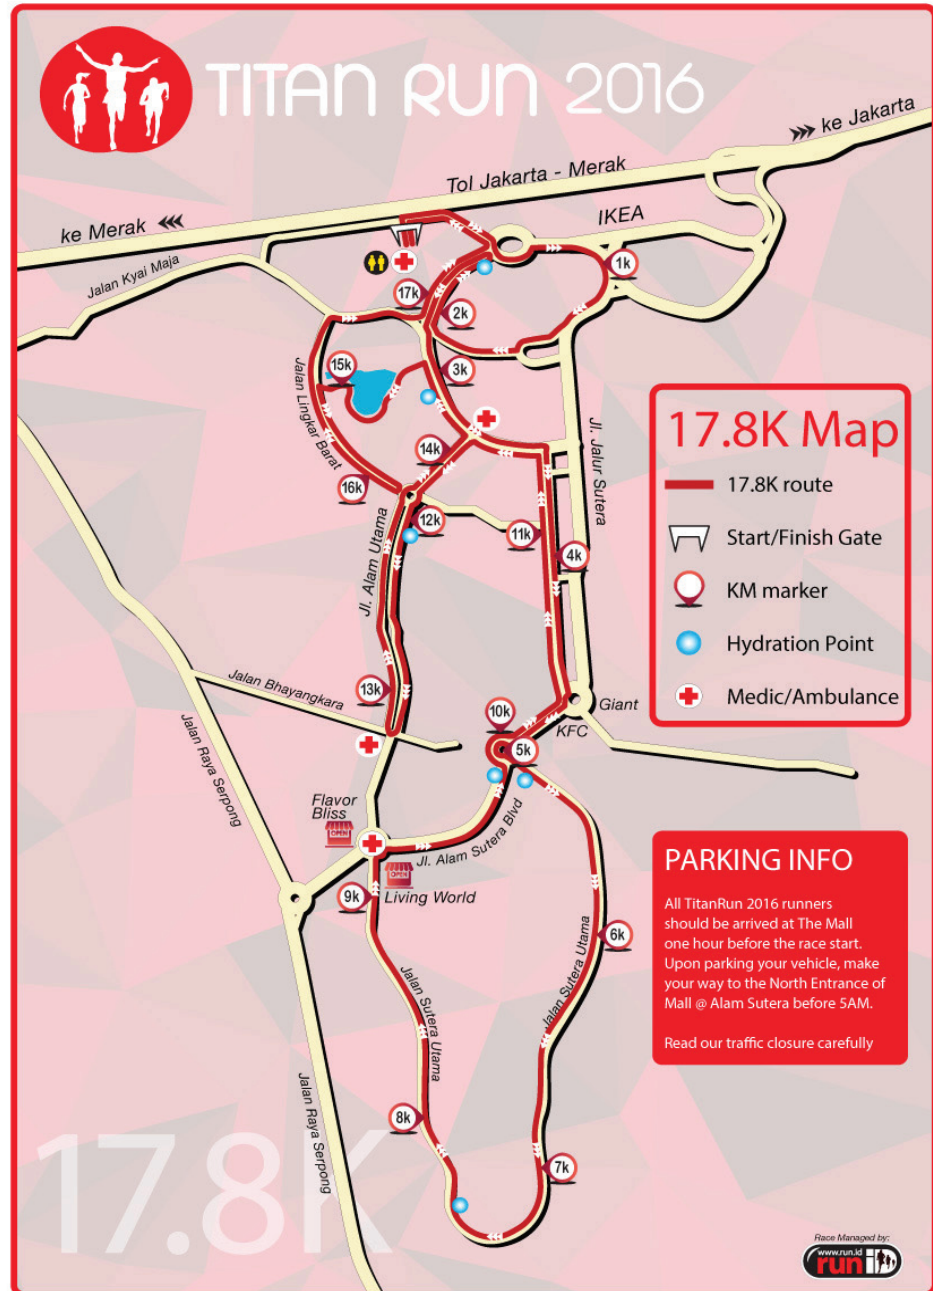 TITAN RUN 2016
ke Jakarta
Tol Jakarta - Merak
IKEA
ke Merak
Jalan Kyai Maja
1k
17k
2k
3k
15k
Jalan Lingkar Barat
Jl. Jalur Sutera
14k
16k
12k
11k
4k
Jl. Alam Utama
13k
Jalan Bhayangkara
10k
Giant
KFC
5k
Jalan Raya Serpong
Flavor
Bliss
OPEN
Jl. Alam Sutera Blvd
OPEN
Living World
9k
6k
Jalan Sutera Utama
Jalan Sutera Utama
8k
7k
Jalan Raya Serpong
17.8K
17.8K Map
17.8K route
Start/Finish Gate
KM marker
Hydration Point
Medic/Ambulance
PARKING INFO
All TitanRun 2016 runners
should be arrived at The Mall
one hour before the race start.
Upon parking your vehicle, make
your way to the North Entrance of
Mall @ Alam Sutera before 5AM.
Read our traffic closure carefully
Race Managed by:
www.run.id
run iD